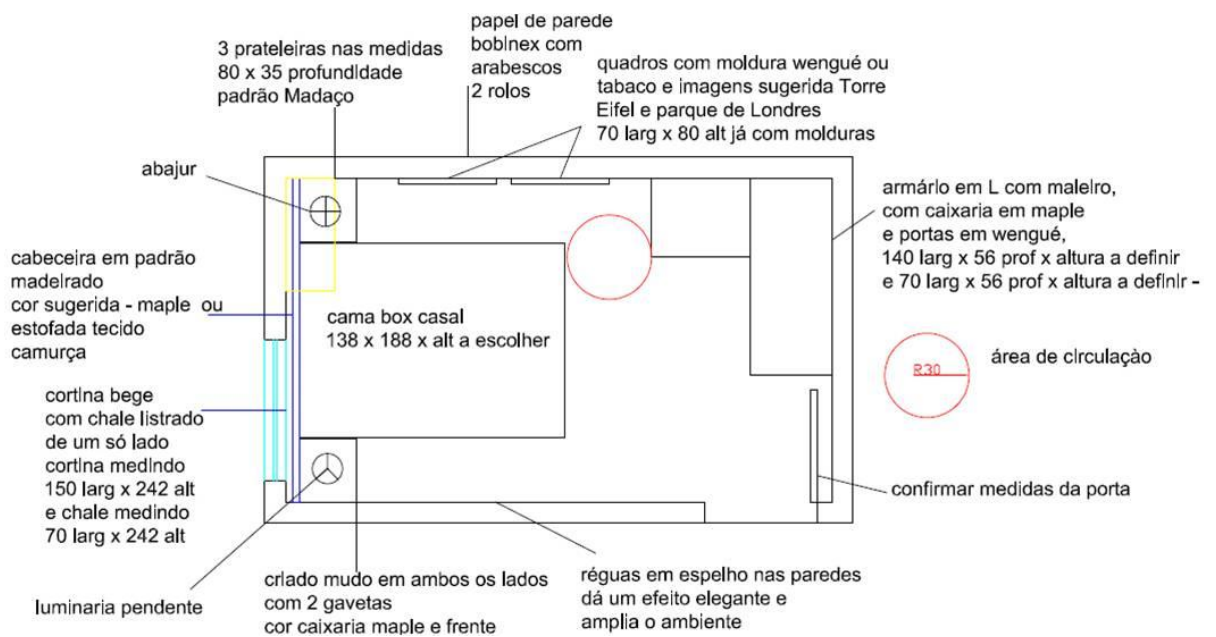 papel de parede
bobinex com
arabescos
2 rolos
3 prateleiras nas medidas
80 x 35 profundidade
padrão Madaço
quadros com moldura wengué ou
tabaco e imagens sugerida Torre
Eifel e parque de Londres
70 larg x 80 alt já com molduras
abajur
armário em L com maleiro,
com caixaria em maple
e portas em wengué,
140 larg x 56 prof x altura a definir
e 70 larg x 56 prof x altura a definir -
cabeceira em padrão
madeirado
cor sugerida - maple ou
estofada tecido
camurça
cama box casal
138 x 188 x alt a escolher
R30
área de circulaçào
cortina bege
com chale listrado
de um só lado
cortina medindo
150 larg x 242 alt
e chale medindo
70 larg x 242 alt
confirmar medidas da porta
luminaria pendente
criado mudo em ambos os lados
com 2 gavetas
cor caixaria maple e frente
réguas em espelho nas paredes
dá um efeito elegante e
amplia o ambiente